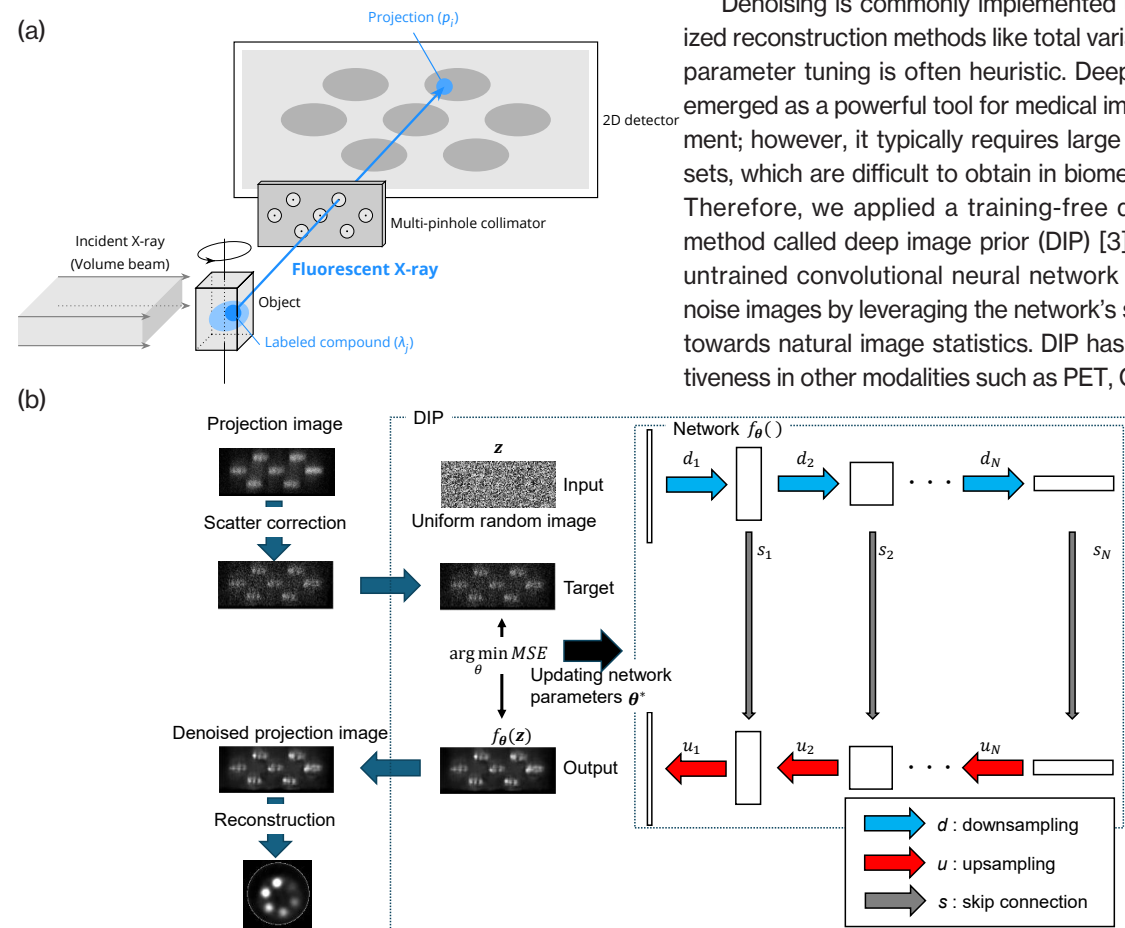 (a)
Projection (pᵢ)
2D detector
Multi-pinhole collimator
Incident X-ray
(Volume beam)
Fluorescent X-ray
Object
Labeled compound (λⱼ)
Denoising is commonly implemented
ized reconstruction methods like total
parameter tuning is often heuristic. Deep
emerged as a powerful tool for medical
ment; however, it typically requires large
sets, which are difficult to obtain in
Therefore, we applied a training-free
method called deep image prior (DIP) [3]
untrained convolutional neural network
noise images by leveraging the network's
towards natural image statistics. DIP has
tiveness in other modalities such as PET,
(b)
Projection image
Scatter correction
Denoised projection image
Reconstruction
DIP
z
Input
Uniform random image
Target
arg min MSE
θ
Updating network
parameters θ*
f_θ(z)
Output
Network f_θ( )
d₁ d₂ · · · d_N
s₁ s₂ s_N
u₁ u₂ · · · u_N
d : downsampling
u : upsampling
s : skip connection